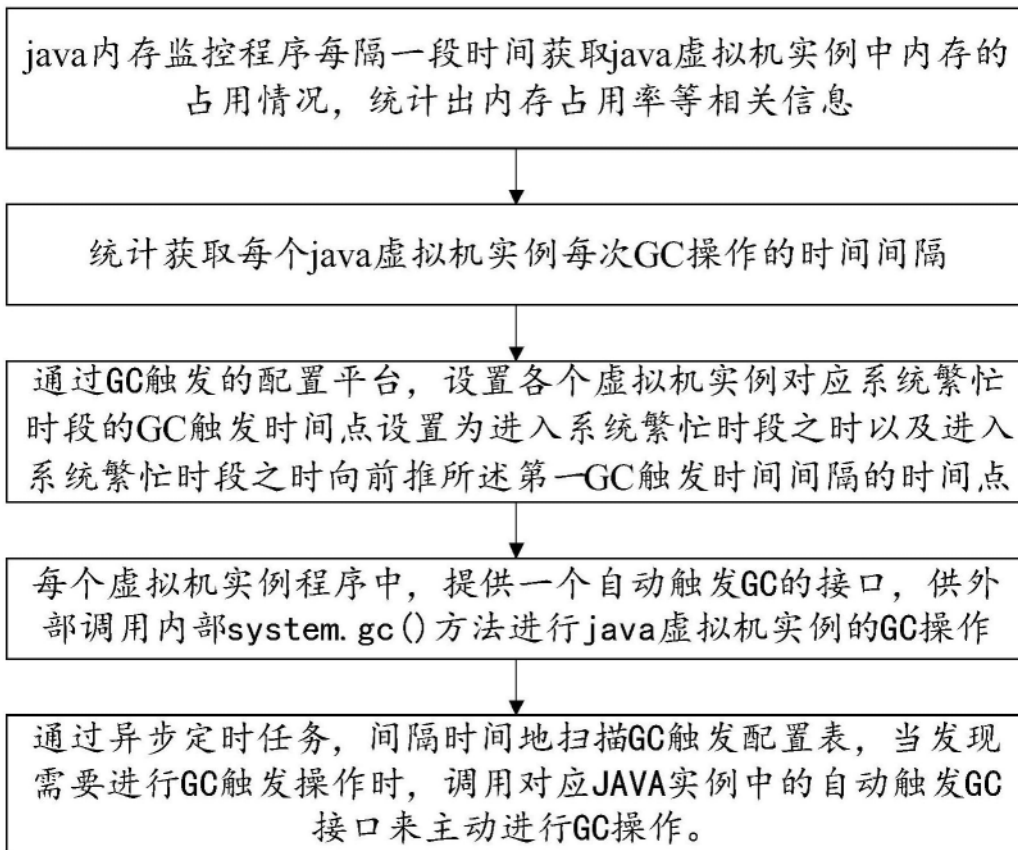 java内存监控程序每隔一段时间获取java虚拟机实例中内存的
占用情况，统计出内存占用率等相关信息
统计获取每个java虚拟机实例每次GC操作的时间间隔
通过GC触发的配置平台，设置各个虚拟机实例对应系统繁忙
时段的GC触发时间点设置为进入系统繁忙时段之时以及进入
系统繁忙时段之时向前推所述第一GC触发时间间隔的时间点
每个虚拟机实例程序中，提供一个自动触发GC的接口，供外
部调用内部system.gc()方法进行java虚拟机实例的GC操作
通过异步定时任务，间隔时间地扫描GC触发配置表，当发现
需要进行GC触发操作时，调用对应JAVA实例中的自动触发GC
接口来主动进行GC操作。